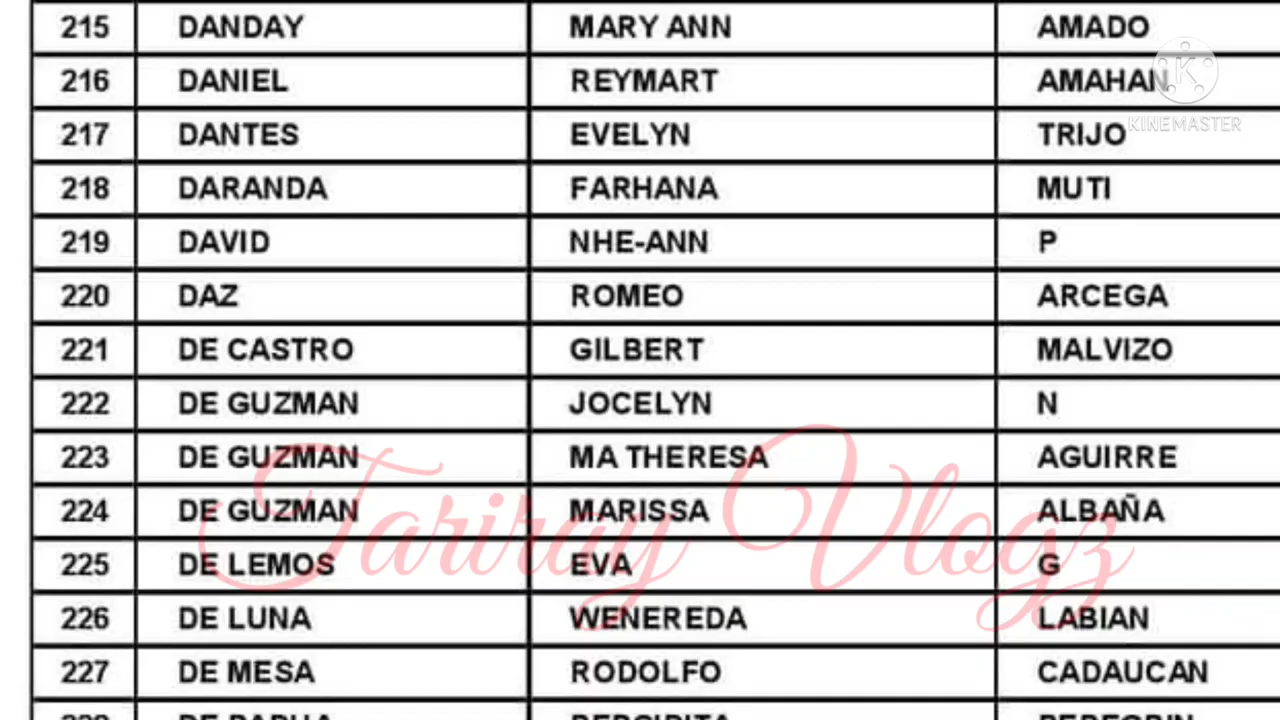 215 DANDAY MARY ANN AMADO
216 DANIEL REYMART AMAHAN
KINEMASTER
217 DANTES EVELYN TRIJO
218 DARANDA FARHANA MUTI
219 DAVID NHE-ANN P
220 DAZ ROMEO ARCEGA
221 DE CASTRO GILBERT MALVIZO
222 DE GUZMAN JOCELYN N
223 DE GUZMAN MA THERESA AGUIRRE
224 DE GUZMAN MARISSA ALBAÑA
Tariray Vlogz
225 DE LEMOS EVA G
226 DE LUNA WENEREDA LABIAN
227 DE MESA RODOLFO CADAUCAN